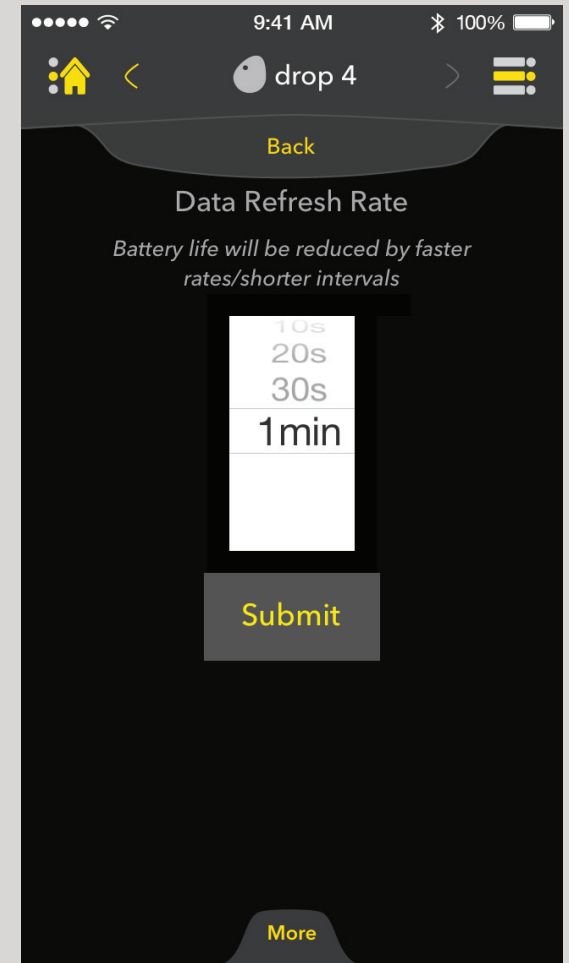 9:41 AM
100%
drop 4
Back
Data Refresh Rate
Battery life will be reduced by faster
rates/shorter intervals
10s
20s
30s
1min
Submit
More